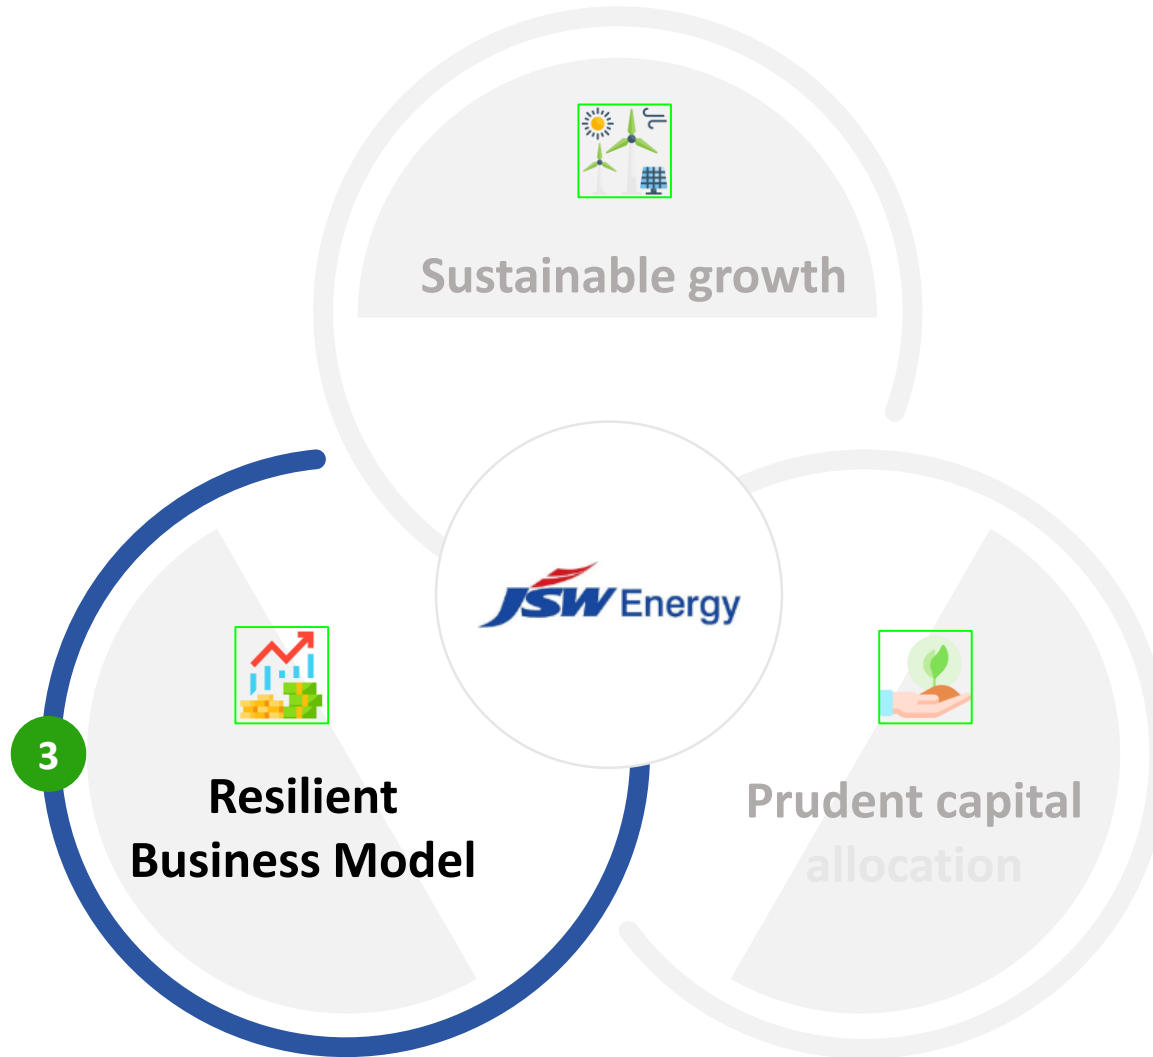 Sustainable growth
JSW Energy
3
Resilient
Business Model
Prudent capital
allocation